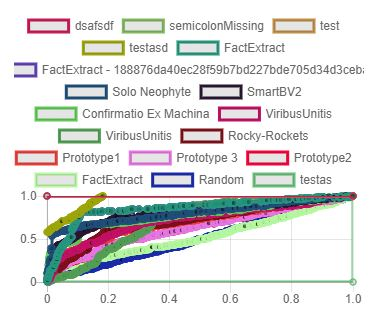 dsafsdf semicolonMissing test
testasd FactExtract
FactExtract - 188876da40ec28f59b7bd227bde705d34d3ceba
Solo Neophyte SmartBV2
Confirmatio Ex Machina ViribusUnitis
ViribusUnitis Rocky-Rockets
Prototype1 Prototype 3 Prototype2
FactExtract Random testas
1.0
0.5
0
0 0.2 0.4 0.6 0.8 1.0